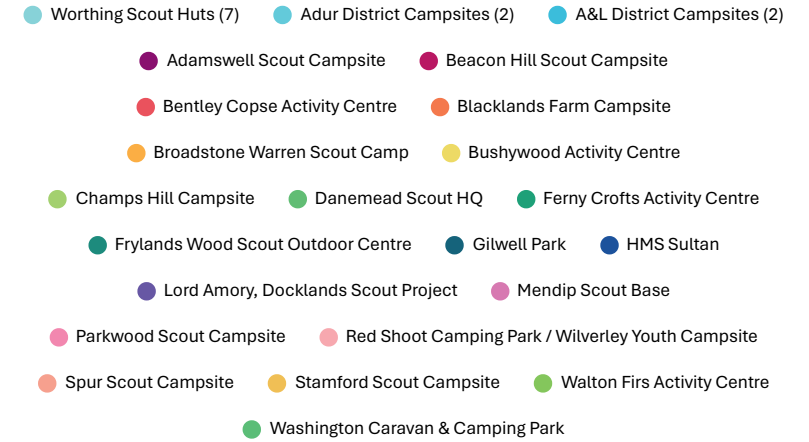 Worthing Scout Huts (7) Adur District Campsites (2) A&L District Campsites (2)
Adamswell Scout Campsite Beacon Hill Scout Campsite
Bentley Copse Activity Centre Blacklands Farm Campsite
Broadstone Warren Scout Camp Bushywood Activity Centre
Champs Hill Campsite Danemead Scout HQ Ferny Crofts Activity Centre
Frylands Wood Scout Outdoor Centre Gilwell Park HMS Sultan
Lord Amory, Docklands Scout Project Mendip Scout Base
Parkwood Scout Campsite Red Shoot Camping Park / Wilverley Youth Campsite
Spur Scout Campsite Stamford Scout Campsite Walton Firs Activity Centre
Washington Caravan & Camping Park